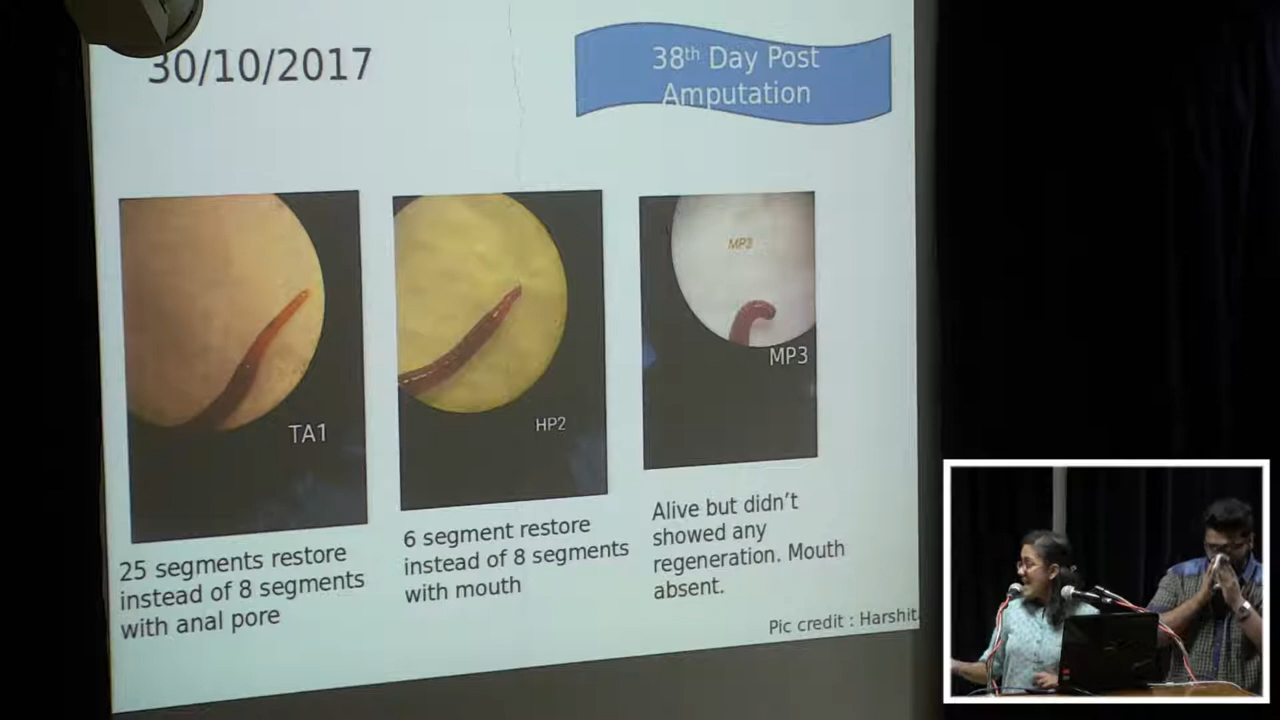 30/10/2017
38th Day Post
Amputation
MP3
MP3
TA1
HP2
25 segments restore
instead of 8 segments
with anal pore
6 segment restore
instead of 8 segments
with mouth
Alive but didn’t
showed any
regeneration. Mouth
absent.
Pic credit : Harshit